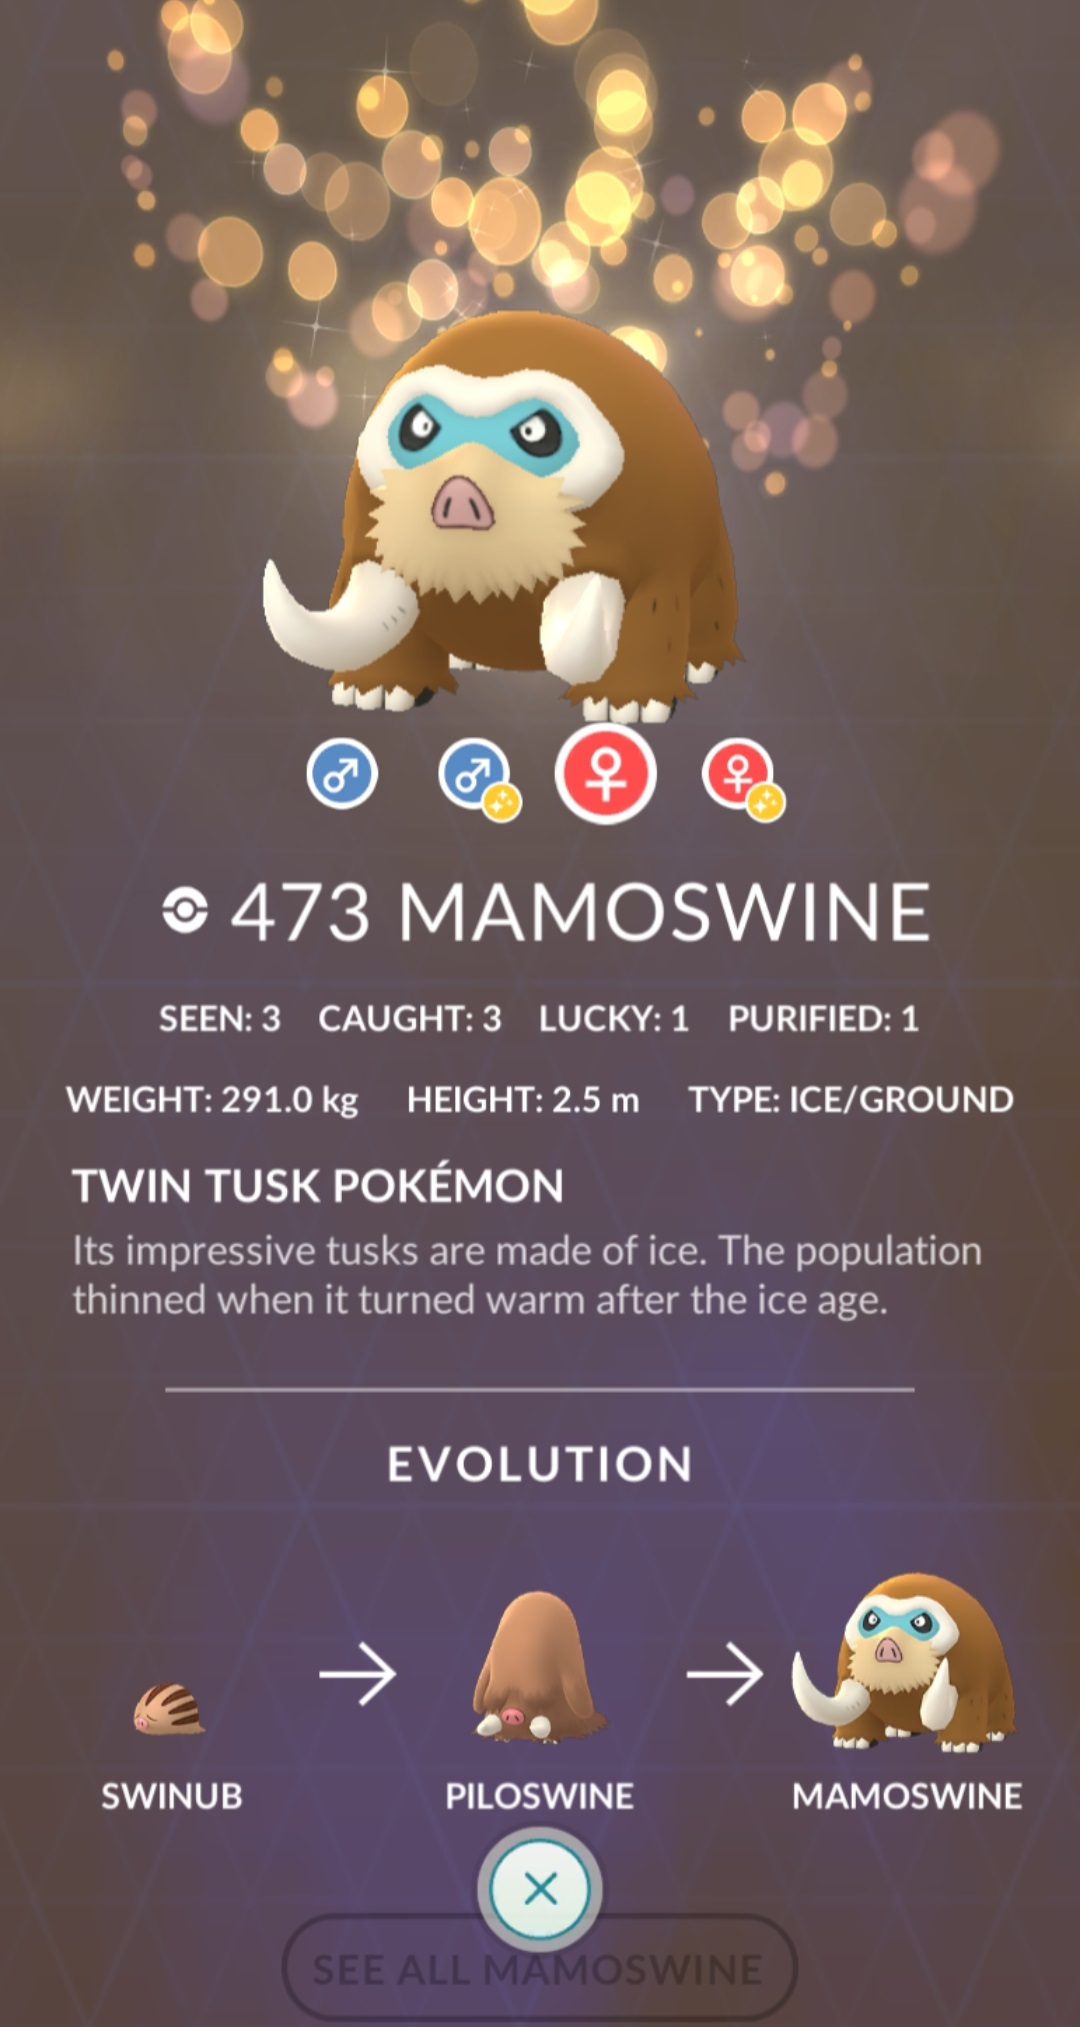 473 MAMOSWINE
SEEN: 3 CAUGHT: 3 LUCKY: 1 PURIFIED: 1
WEIGHT: 291.0 kg HEIGHT: 2.5 m TYPE: ICE/GROUND
TWIN TUSK POKÉMON
Its impressive tusks are made of ice. The population
thinned when it turned warm after the ice age.
EVOLUTION
SWINUB PILOSWINE MAMOSWINE
SEE ALL MAMOSWINE